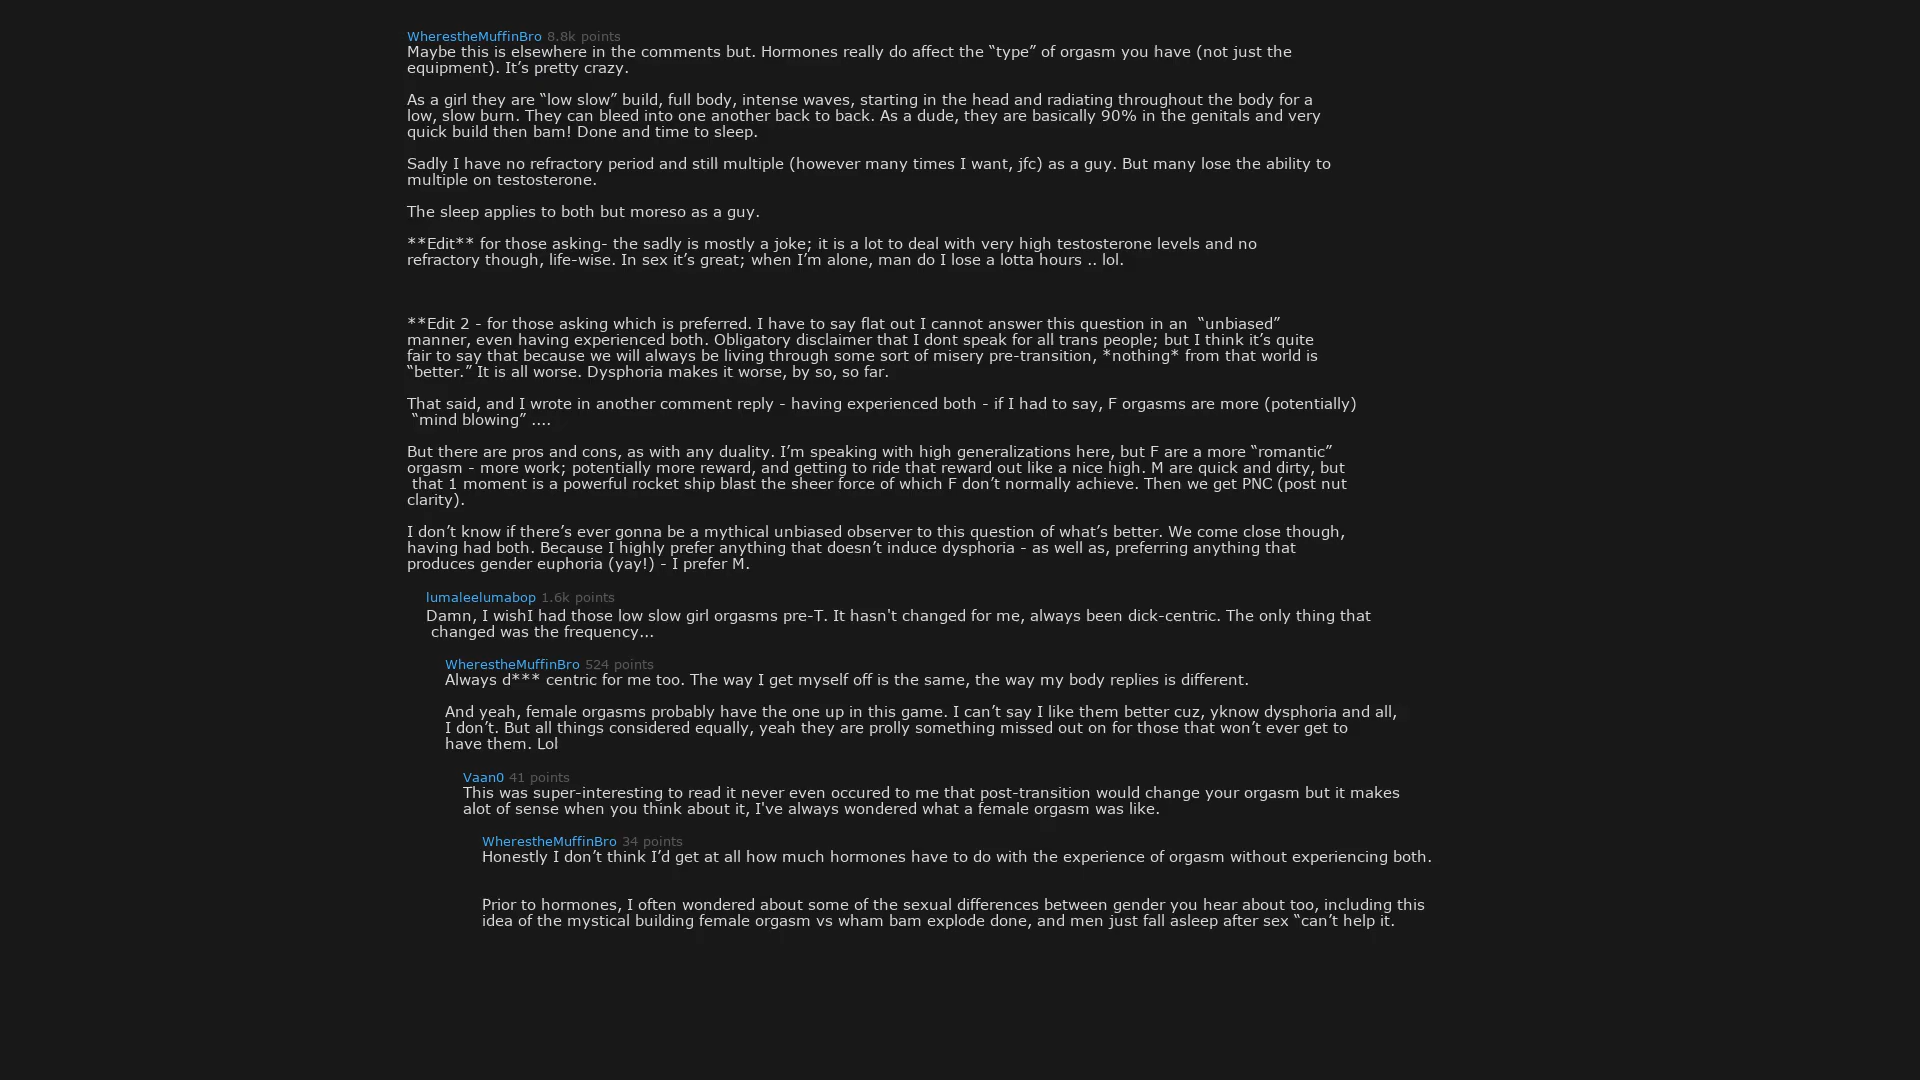 WherestheMuffinBro 8.8k points
Maybe this is elsewhere in the comments but. Hormones really do affect the “type” of orgasm you have (not just the
equipment). It’s pretty crazy.
As a girl they are “low slow” build, full body, intense waves, starting in the head and radiating throughout the body for a
low, slow burn. They can bleed into one another back to back. As a dude, they are basically 90% in the genitals and very
quick build then bam! Done and time to sleep.
Sadly I have no refractory period and still multiple (however many times I want, jfc) as a guy. But many lose the ability to
multiple on testosterone.
The sleep applies to both but moreso as a guy.
**Edit** for those asking- the sadly is mostly a joke; it is a lot to deal with very high testosterone levels and no
refractory though, life-wise. In sex it’s great; when I’m alone, man do I lose a lotta hours .. lol.
**Edit 2 - for those asking which is preferred. I have to say flat out I cannot answer this question in an “unbiased”
manner, even having experienced both. Obligatory disclaimer that I dont speak for all trans people; but I think it’s quite
fair to say that because we will always be living through some sort of misery pre-transition, *nothing* from that world is
“better.” It is all worse. Dysphoria makes it worse, by so, so far.
That said, and I wrote in another comment reply - having experienced both - if I had to say, F orgasms are more (potentially)
“mind blowing” ....
But there are pros and cons, as with any duality. I’m speaking with high generalizations here, but F are a more “romantic”
orgasm - more work; potentially more reward, and getting to ride that reward out like a nice high. M are quick and dirty, but
that 1 moment is a powerful rocket ship blast the sheer force of which F don’t normally achieve. Then we get PNC (post nut
clarity).
I don’t know if there’s ever gonna be a mythical unbiased observer to this question of what’s better. We come close though,
having had both. Because I highly prefer anything that doesn’t induce dysphoria - as well as, preferring anything that
produces gender euphoria (yay!) - I prefer M.
lumaleelumabop 1.6k points
Damn, I wishI had those low slow girl orgasms pre-T. It hasn't changed for me, always been dick-centric. The only thing that
changed was the frequency...
WherestheMuffinBro 524 points
Always d*** centric for me too. The way I get myself off is the same, the way my body replies is different.
And yeah, female orgasms probably have the one up in this game. I can’t say I like them better cuz, yknow dysphoria and all,
I don’t. But all things considered equally, yeah they are prolly something missed out on for those that won’t ever get to
have them. Lol
Vaan0 41 points
This was super-interesting to read it never even occured to me that post-transition would change your orgasm but it makes
alot of sense when you think about it, I've always wondered what a female orgasm was like.
WherestheMuffinBro 34 points
Honestly I don’t think I’d get at all how much hormones have to do with the experience of orgasm without experiencing both.
Prior to hormones, I often wondered about some of the sexual differences between gender you hear about too, including this
idea of the mystical building female orgasm vs wham bam explode done, and men just fall asleep after sex “can’t help it.